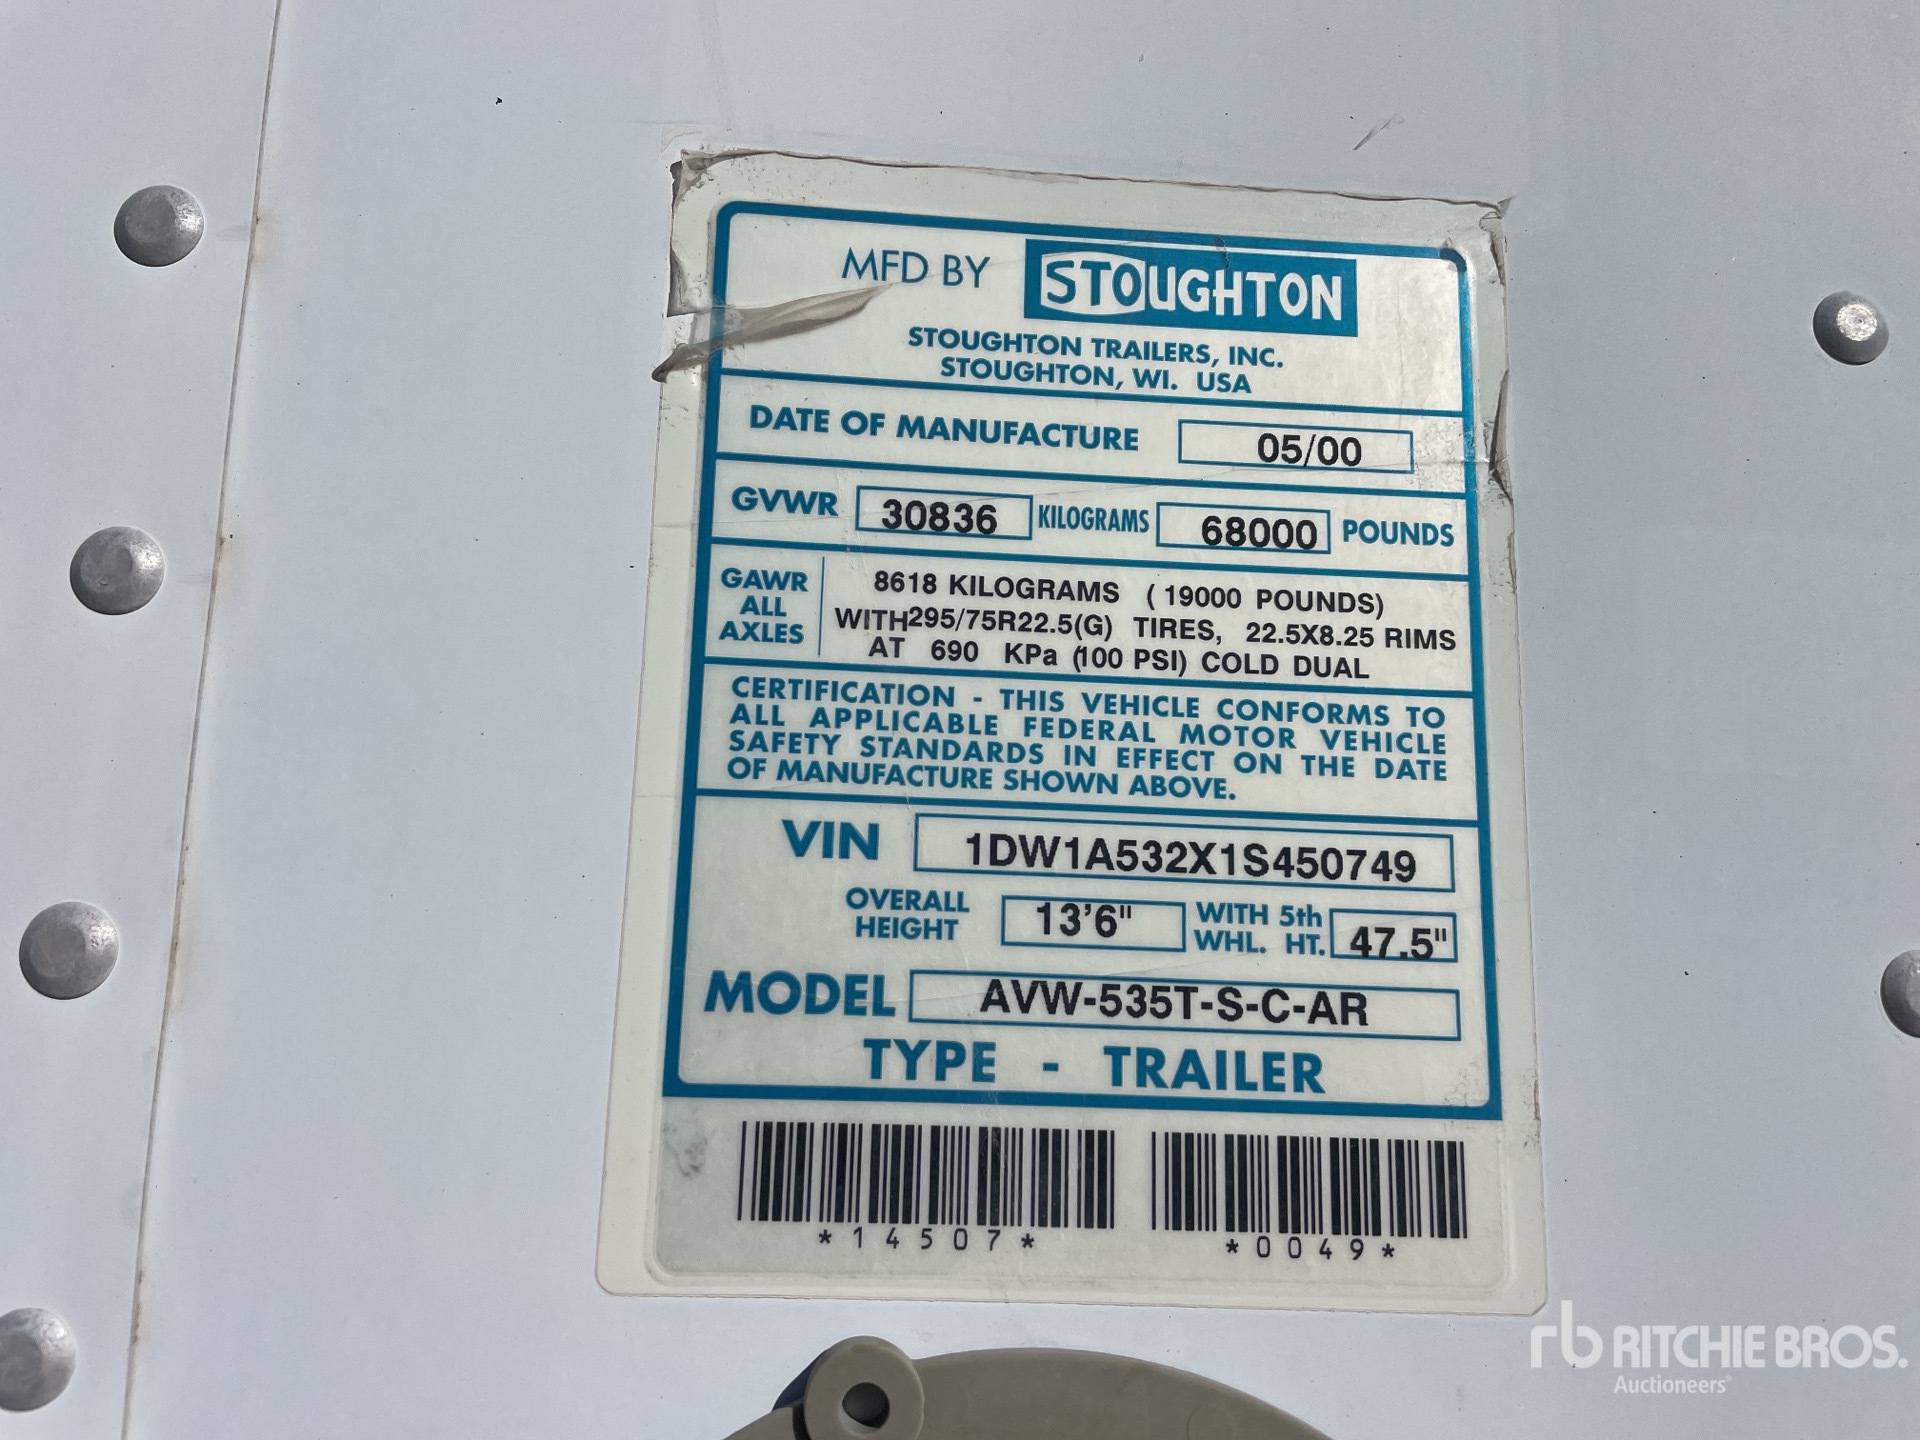 MFD BY STOUGHTON
STOUGHTON TRAILERS, INC.
STOUGHTON, WI. USA
DATE OF MANUFACTURE 05/00
GVWR 30836 KILOGRAMS 68000 POUNDS
GAWR ALL AXLES
8618 KILOGRAMS (19000 POUNDS)
WITH 295/75R22.5(G) TIRES, 22.5X8.25 RIMS
AT 690 KPa (100 PSI) COLD DUAL
CERTIFICATION - THIS VEHICLE CONFORMS TO
ALL APPLICABLE FEDERAL MOTOR VEHICLE
SAFETY STANDARDS IN EFFECT ON THE DATE
OF MANUFACTURE SHOWN ABOVE.
VIN 1DW1A532X1S450749
OVERALL HEIGHT 13'6" WITH 5th WHL. HT. 47.5"
MODEL AVW-535T-S-C-AR
TYPE - TRAILER
*14507* *0049*
rb RITCHIE BROS.
Auctioneers